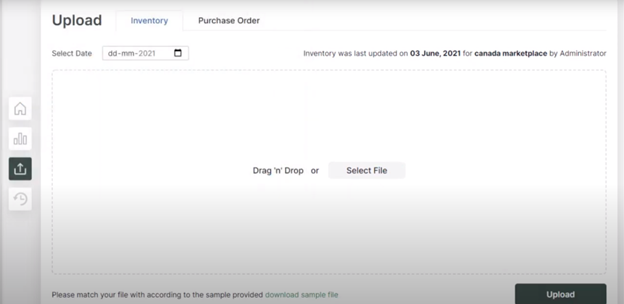 Upload Inventory Purchase Order
Select Date dd-mm-2021 Inventory was last updated on 03 June, 2021 for canada marketplace by Administrator
Drag 'n' Drop or Select File
Please match your file with according to the sample provided download sample file Upload